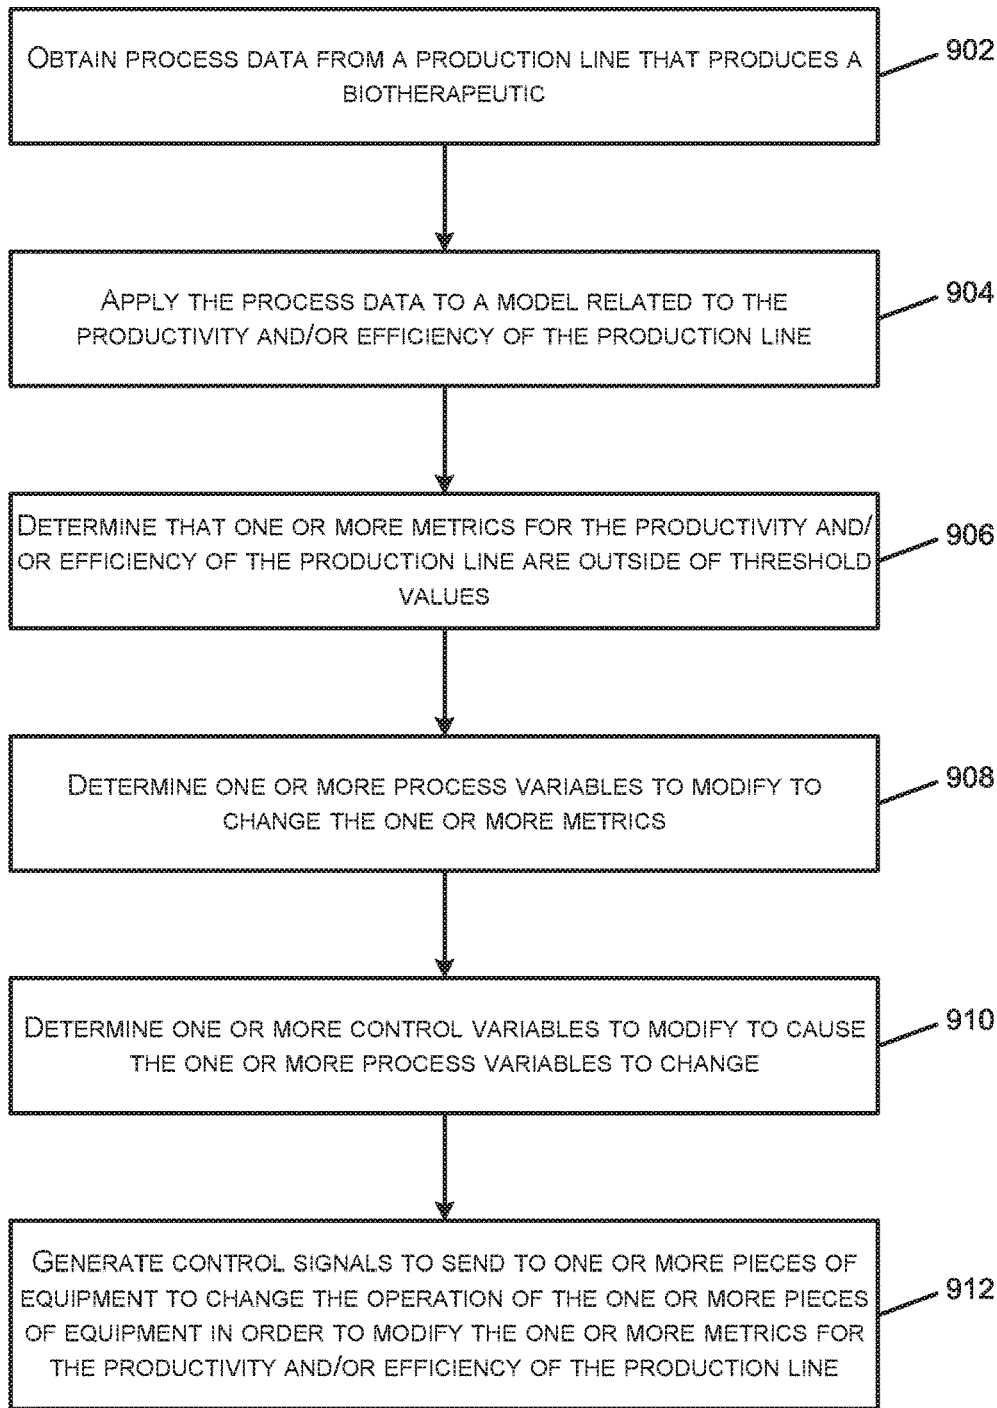 OBTAIN PROCESS DATA FROM A PRODUCTION LINE THAT PRODUCES A
BIOTHERAPEUTIC
902
APPLY THE PROCESS DATA TO A MODEL RELATED TO THE
PRODUCTIVITY AND/OR EFFICIENCY OF THE PRODUCTION LINE
904
DETERMINE THAT ONE OR MORE METRICS FOR THE PRODUCTIVITY AND/
OR EFFICIENCY OF THE PRODUCTION LINE ARE OUTSIDE OF THRESHOLD
VALUES
906
DETERMINE ONE OR MORE PROCESS VARIABLES TO MODIFY TO
CHANGE THE ONE OR MORE METRICS
908
DETERMINE ONE OR MORE CONTROL VARIABLES TO MODIFY TO CAUSE
THE ONE OR MORE PROCESS VARIABLES TO CHANGE
910
GENERATE CONTROL SIGNALS TO SEND TO ONE OR MORE PIECES OF
EQUIPMENT TO CHANGE THE OPERATION OF THE ONE OR MORE PIECES
OF EQUIPMENT IN ORDER TO MODIFY THE ONE OR MORE METRICS FOR
THE PRODUCTIVITY AND/OR EFFICIENCY OF THE PRODUCTION LINE
912